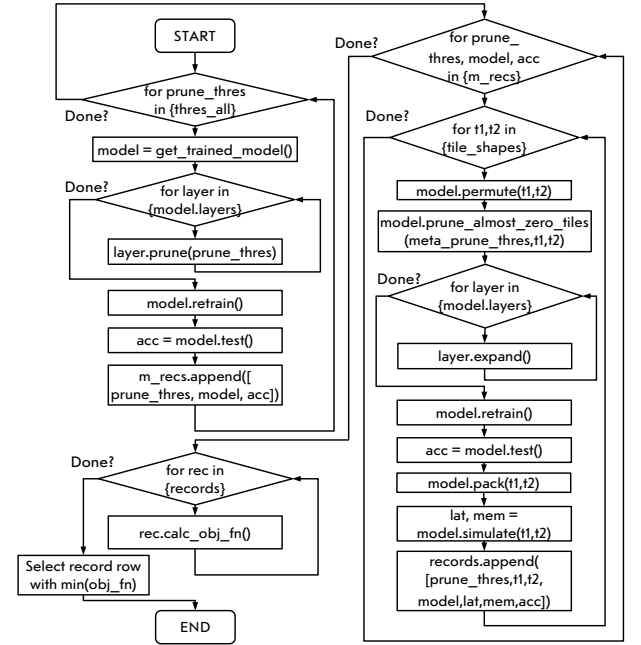 START
for prune_thres
in {thres_all}
Done?
model = get_trained_model()
Done?
for layer in
{model.layers}
layer.prune(prune_thres)
model.retrain()
acc = model.test()
m_recs.append([
prune_thres, model, acc])
Done?
for rec in
{records}
rec.calc_obj_fn()
Select record row
with min(obj_fn)
END
Done?
for prune_
thres, model, acc
in {m_recs}
Done?
for t1,t2 in
{tile_shapes}
model.permute(t1,t2)
model.prune_almost_zero_tiles
(meta_prune_thres,t1,t2)
Done?
for layer in
{model.layers}
layer.expand()
model.retrain()
acc = model.test()
model.pack(t1,t2)
lat, mem =
model.simulate(t1,t2)
records.append(
[prune_thres,t1,t2,
model,lat,mem,acc])